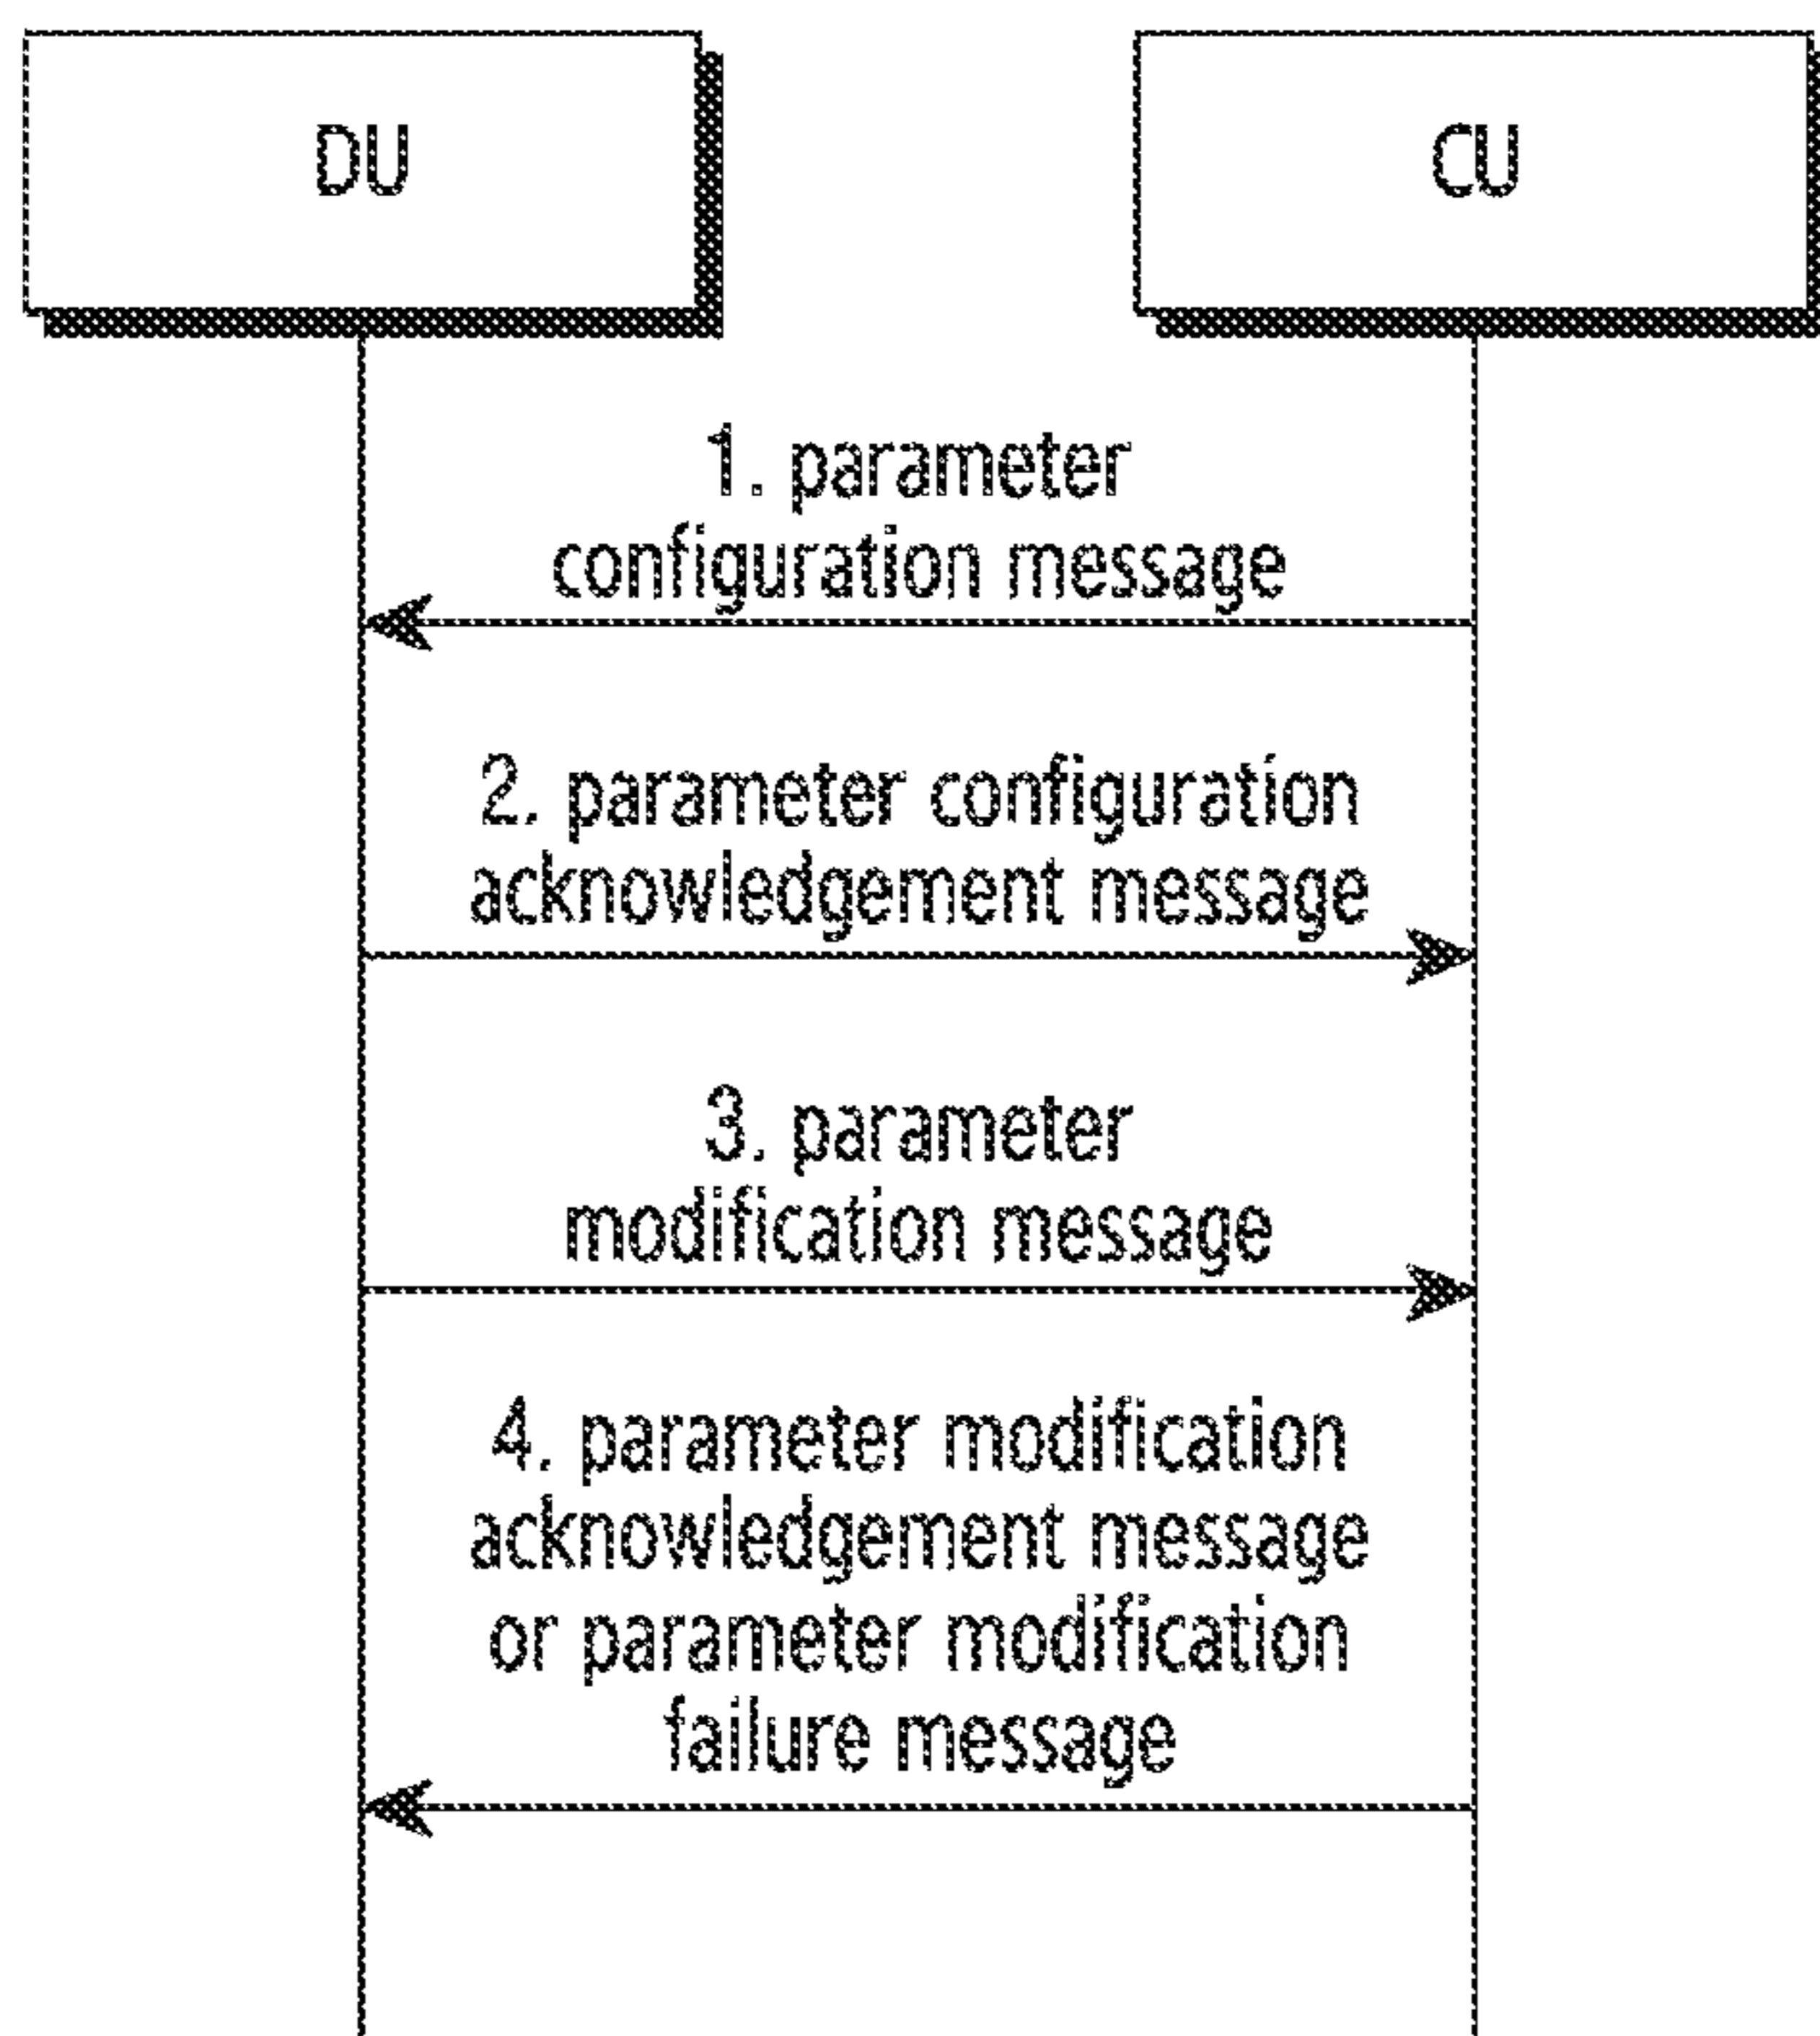 DU
CU
1. parameter
configuration message
2. parameter configuration
acknowledgement message
3. parameter
modification message
4. parameter modification
acknowledgement message
or parameter modification
failure message